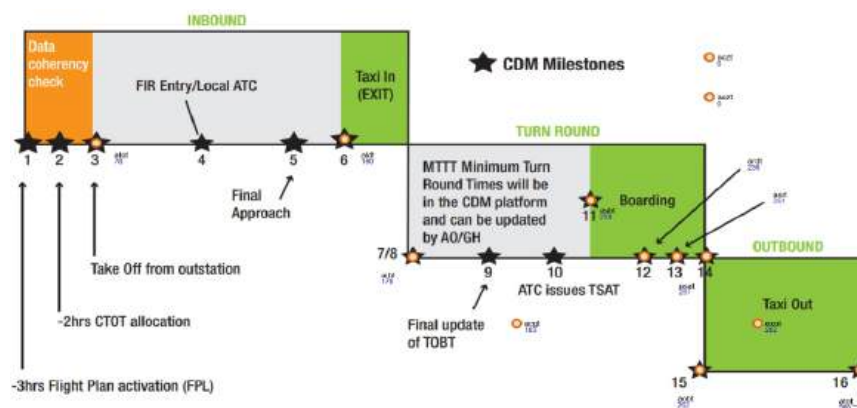 INBOUND
Data
coherency
check
FIR Entry/Local ATC
Taxi In
(EXIT)
CDM Milestones
1
2
3
4
5
6
Final
Approach
Take Off from outstation
-2hrs CTOT allocation
-3hrs Flight Plan activation (FPL)
TURN ROUND
MTTT Minimum Turn
Round Times will be
in the CDM platform
and can be updated
by AO/GH
11
Boarding
7/8
9
10
12
13
14
ATC issues TSAT
Final update
of TOBT
OUTBOUND
Taxi Out
15
16